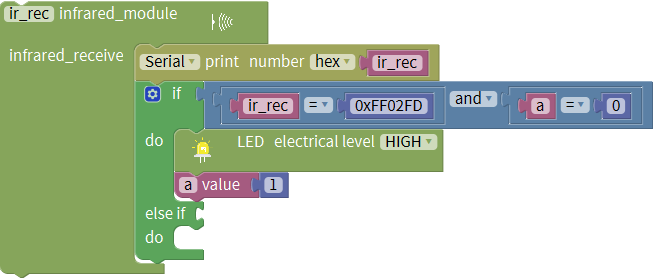 ir_rec infrared_module
infrared_receive Serial print number hex ir_rec
if ir_rec = 0xFF02FD and a = 0
do LED electrical level HIGH
a value 1
else if
do